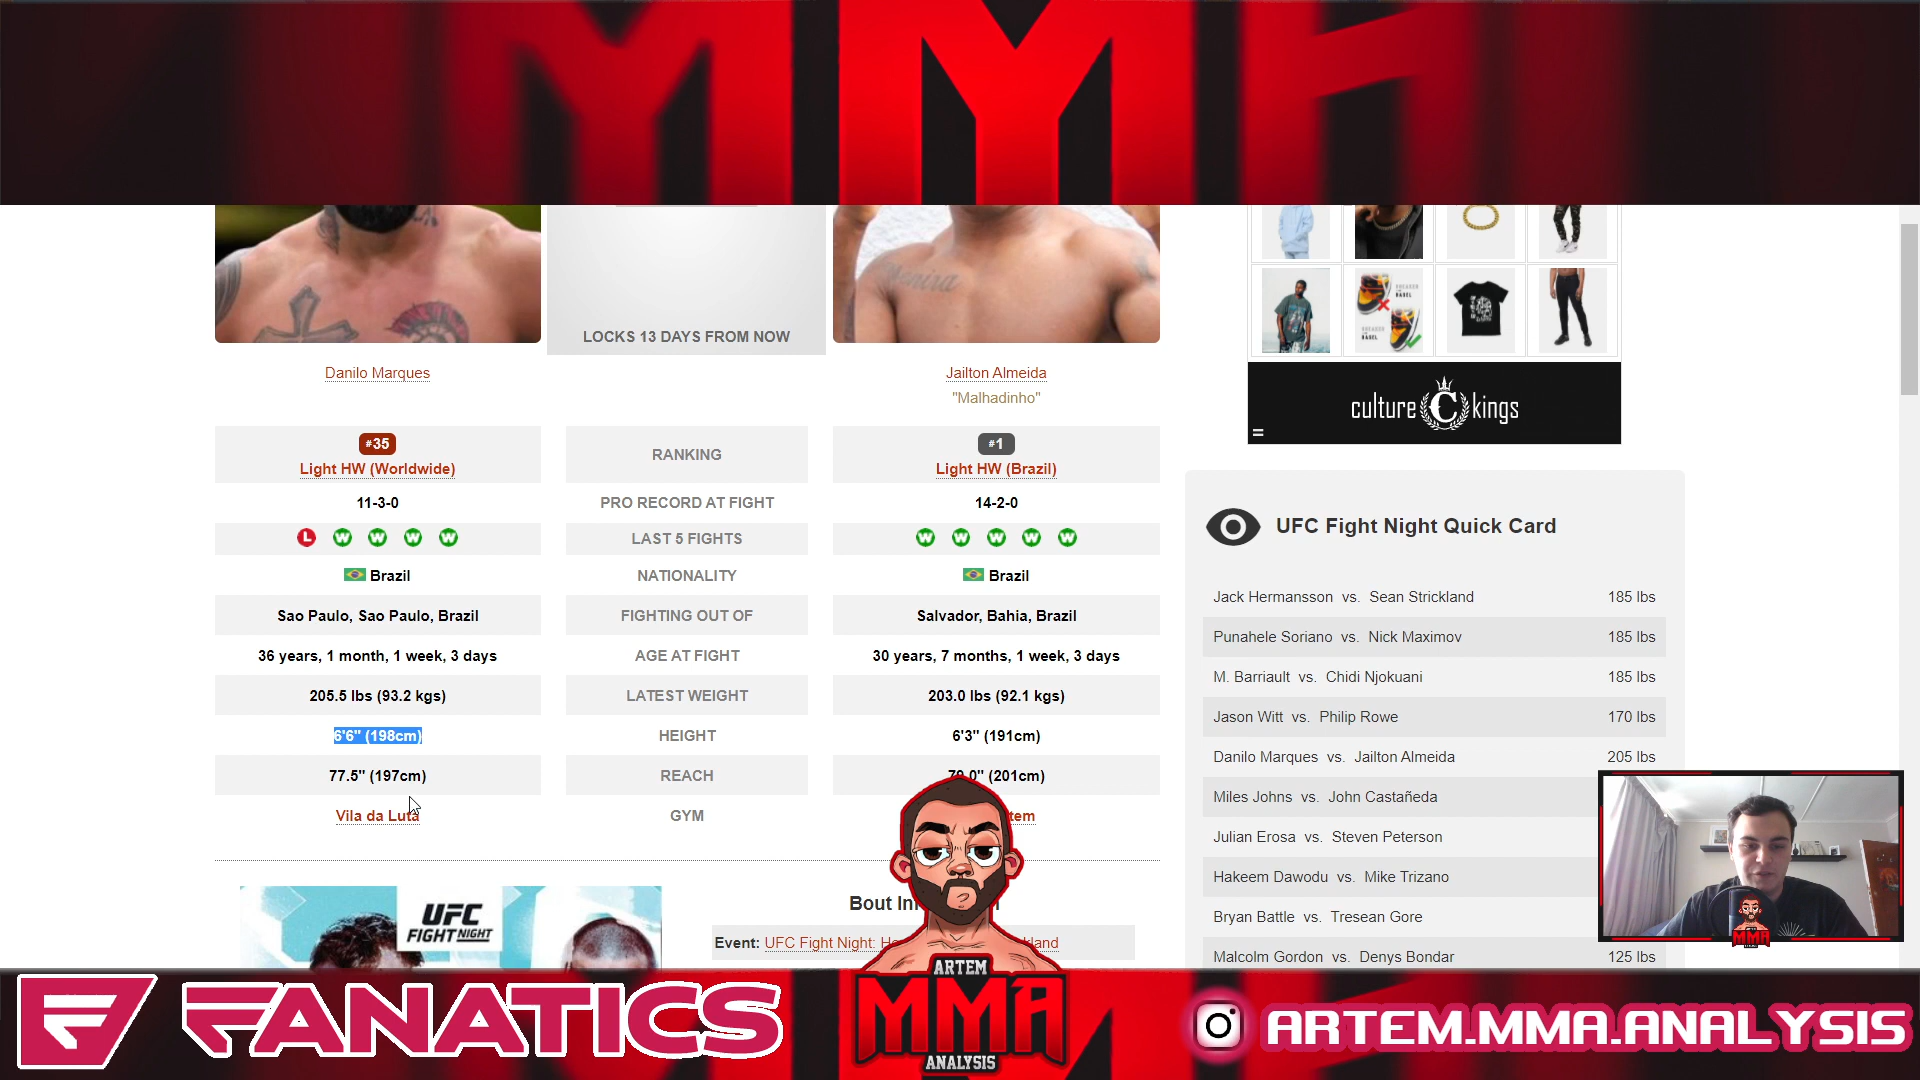 MMA
LOCKS 13 DAYS FROM NOW
Danilo Marques
Jailton Almeida
"Malhadinho"
#35
Light HW (Worldwide)
RANKING
#1
Light HW (Brazil)
11-3-0
PRO RECORD AT FIGHT
14-2-0
L W W W W
LAST 5 FIGHTS
W W W W W
Brazil
NATIONALITY
Brazil
Sao Paulo, Sao Paulo, Brazil
FIGHTING OUT OF
Salvador, Bahia, Brazil
36 years, 1 month, 1 week, 3 days
AGE AT FIGHT
30 years, 7 months, 1 week, 3 days
205.5 lbs (93.2 kgs)
LATEST WEIGHT
203.0 lbs (92.1 kgs)
6'6" (198cm)
HEIGHT
6'3" (191cm)
77.5" (197cm)
REACH
79.0" (201cm)
Vila da Luta
GYM
culture kings
UFC Fight Night Quick Card
Jack Hermansson vs. Sean Strickland 185 lbs
Punahele Soriano vs. Nick Maximov 185 lbs
M. Barriault vs. Chidi Njokuani 185 lbs
Jason Witt vs. Philip Rowe 170 lbs
Danilo Marques vs. Jailton Almeida 205 lbs
Miles Johns vs. John Castañeda
Julian Erosa vs. Steven Peterson
Hakeem Dawodu vs. Mike Trizano
Bryan Battle vs. Tresean Gore
Malcolm Gordon vs. Denys Bondar 125 lbs
UFC
FIGHT NIGHT
Bout
Event: UFC Fight Night:
FANATICS
ARTEM
MMA
ANALYSIS
ARTEM.MMA.ANALYSIS
MMA